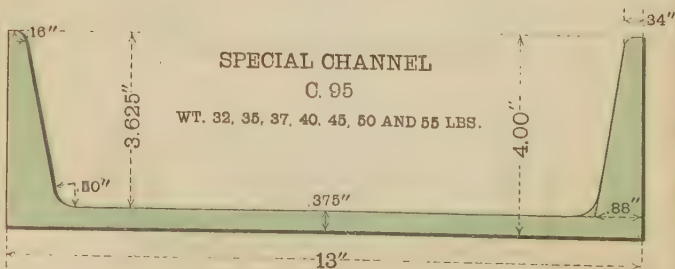 .16"
.34"
SPECIAL CHANNEL
C. 95
WT. 32, 35, 37, 40, 45, 50 AND 55 LBS.
3.625"
4.00"
.50"
.375"
.88"
13"